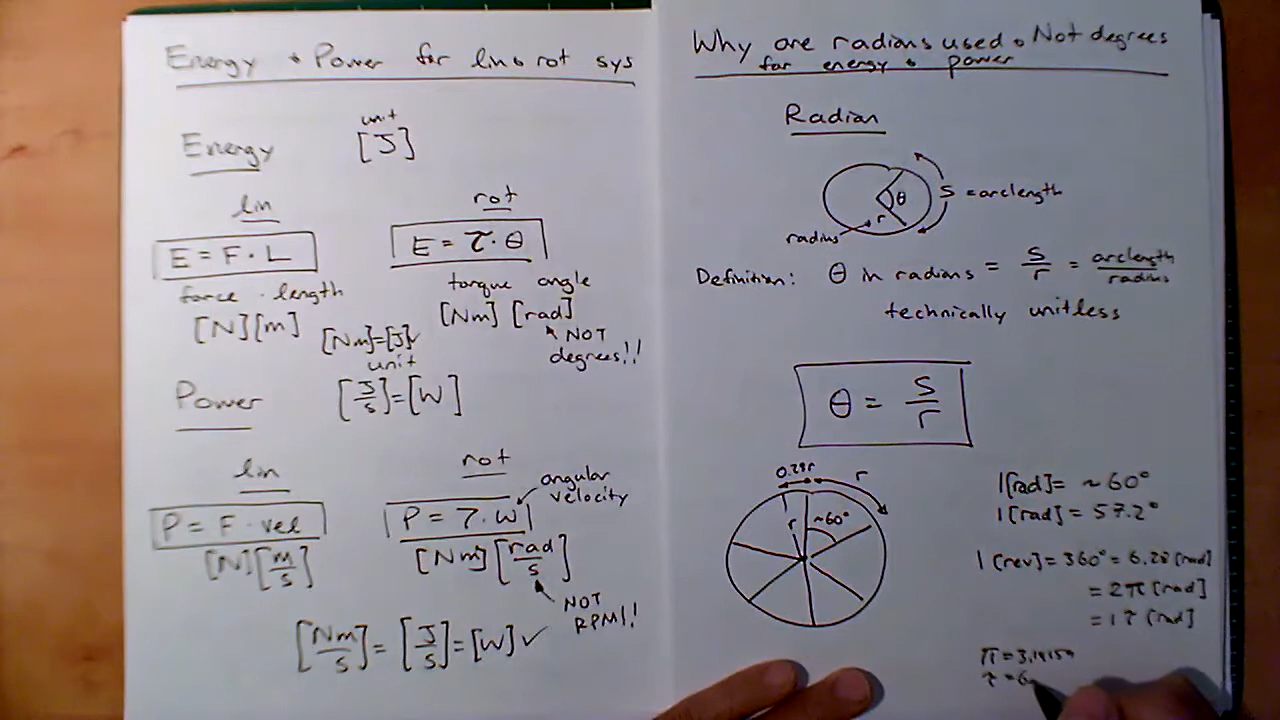 Energy + Power for lin & rot sys
Energy
unit
[J]
lin
E = F · L
force · length
[N][m]
[Nm]=[J]✓
rot
E = τ · θ
torque angle
[Nm] [rad]
NOT
degrees!!
Power
unit
[J/s]=[W]
lin
P = F · vel
[N][m/s]
rot
angular
velocity
P = τ · ω
[Nm][rad/s]
NOT
RPM!!
[Nm/s] = [J/s] = [W] ✓
Why are radians used & Not degrees
for energy & power
Radian
θ
r
S = arclength
radius
Definition: θ in radians = S/r = arclength/radius
technically unitless
θ = S/r
0.28r
r
r
~60°
1[rad] = ~60°
1[rad] = 57.2°
1[rev] = 360° = 6.28[rad]
= 2π[rad]
= 1τ[rad]
π = 3.14159
τ = 6